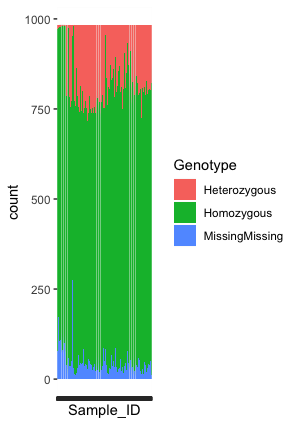 1000
750
500
250
0
count
Sample_ID
Genotype
Heterozygous
Homozygous
MissingMissing